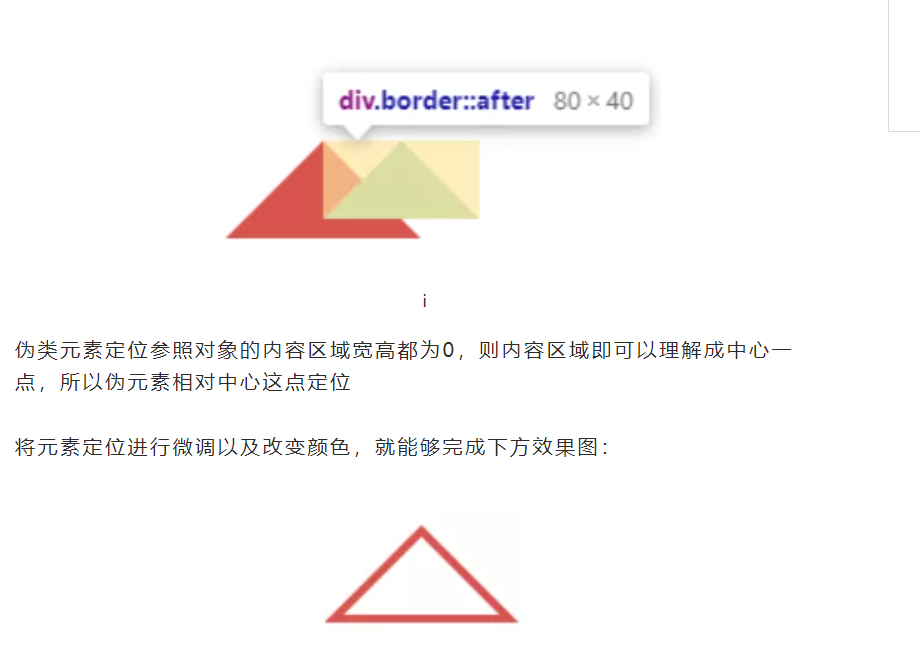 div.border::after 80 × 40
i
伪类元素定位参照对象的内容区域宽高都为0，则内容区域即可以理解成中心一
点，所以伪元素相对中心这点定位
将元素定位进行微调以及改变颜色，就能够完成下方效果图：